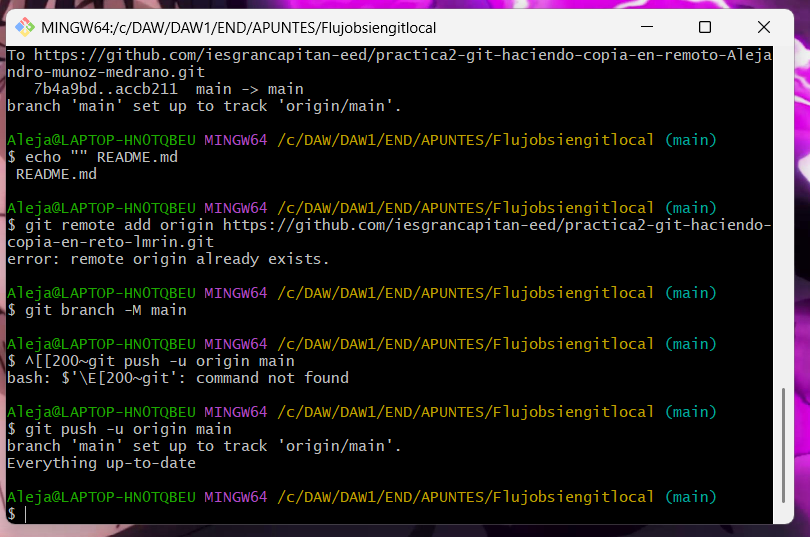 MINGW64:/c/DAW/DAW1/END/APUNTES/Flujobsiengitlocal
To https://github.com/iesgrancapitan-eed/practica2-git-haciendo-copia-en-remoto-Aleja
ndro-munoz-medrano.git
   7b4a9bd..accb211  main -> main
branch 'main' set up to track 'origin/main'.

Aleja@LAPTOP-HN0TQBEU MINGW64 /c/DAW/DAW1/END/APUNTES/Flujobsiengitlocal (main)
$ echo "" README.md
 README.md

Aleja@LAPTOP-HN0TQBEU MINGW64 /c/DAW/DAW1/END/APUNTES/Flujobsiengitlocal (main)
$ git remote add origin https://github.com/iesgrancapitan-eed/practica2-git-haciendo-
copia-en-reto-lmrin.git
error: remote origin already exists.

Aleja@LAPTOP-HN0TQBEU MINGW64 /c/DAW/DAW1/END/APUNTES/Flujobsiengitlocal (main)
$ git branch -M main

Aleja@LAPTOP-HN0TQBEU MINGW64 /c/DAW/DAW1/END/APUNTES/Flujobsiengitlocal (main)
$ ^[[200~git push -u origin main
bash: $'\E[200~git': command not found

Aleja@LAPTOP-HN0TQBEU MINGW64 /c/DAW/DAW1/END/APUNTES/Flujobsiengitlocal (main)
$ git push -u origin main
branch 'main' set up to track 'origin/main'.
Everything up-to-date

Aleja@LAPTOP-HN0TQBEU MINGW64 /c/DAW/DAW1/END/APUNTES/Flujobsiengitlocal (main)
$